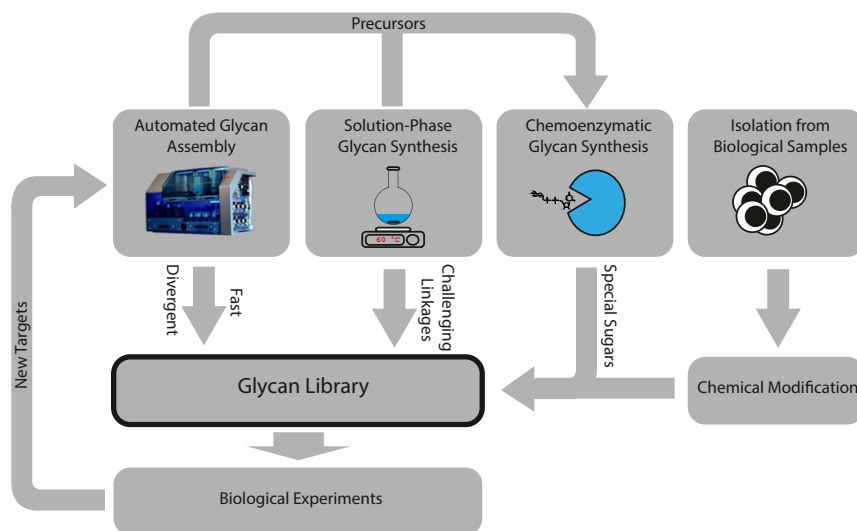 Precursors
Automated Glycan
Assembly
Solution-Phase
Glycan Synthesis
60 °C
Chemoenzymatic
Glycan Synthesis
Isolation from
Biological Samples
New Targets
Divergent
Fast
Challenging
Linkages
Special Sugars
Glycan Library
Chemical Modification
Biological Experiments